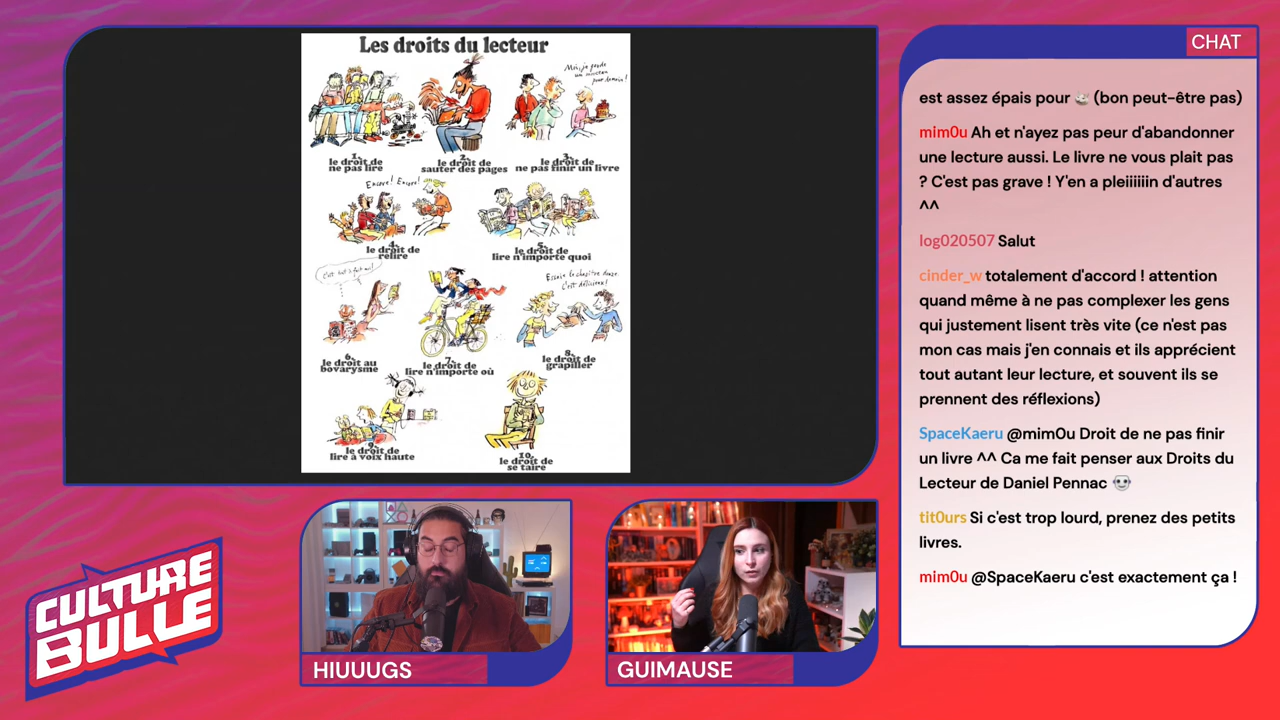 Les droits du lecteur
Moi, je garde
un morceau
pour demain !
1.
le droit de
ne pas lire
2.
le droit de
sauter des pages
3.
le droit de
ne pas finir un livre
Encore ! Encore !
4.
le droit de
relire
5.
le droit de
lire n'importe quoi
C'est tout à fait moi !
6.
le droit au
bovarysme
7.
le droit de
lire n'importe où
Essaie le chapitre douze.
C'est délicieux !
8.
le droit de
grapiller
9.
le droit de
lire à voix haute
10.
le droit de
se taire
CULTURE
BULLE
HIUUUGS
GUIMAUSE
CHAT
est assez épais pour (bon peut-être pas)
mim0u Ah et n'ayez pas peur d'abandonner
une lecture aussi. Le livre ne vous plait pas
? C'est pas grave ! Y'en a pleiiiiiin d'autres
^^
log020507 Salut
cinder_w totalement d'accord ! attention
quand même à ne pas complexer les gens
qui justement lisent très vite (ce n'est pas
mon cas mais j'en connais et ils apprécient
tout autant leur lecture, et souvent ils se
prennent des réflexions)
SpaceKaeru @mim0u Droit de ne pas finir
un livre ^^ Ca me fait penser aux Droits du
Lecteur de Daniel Pennac
tit0urs Si c'est trop lourd, prenez des petits
livres.
mim0u @SpaceKaeru c'est exactement ça !